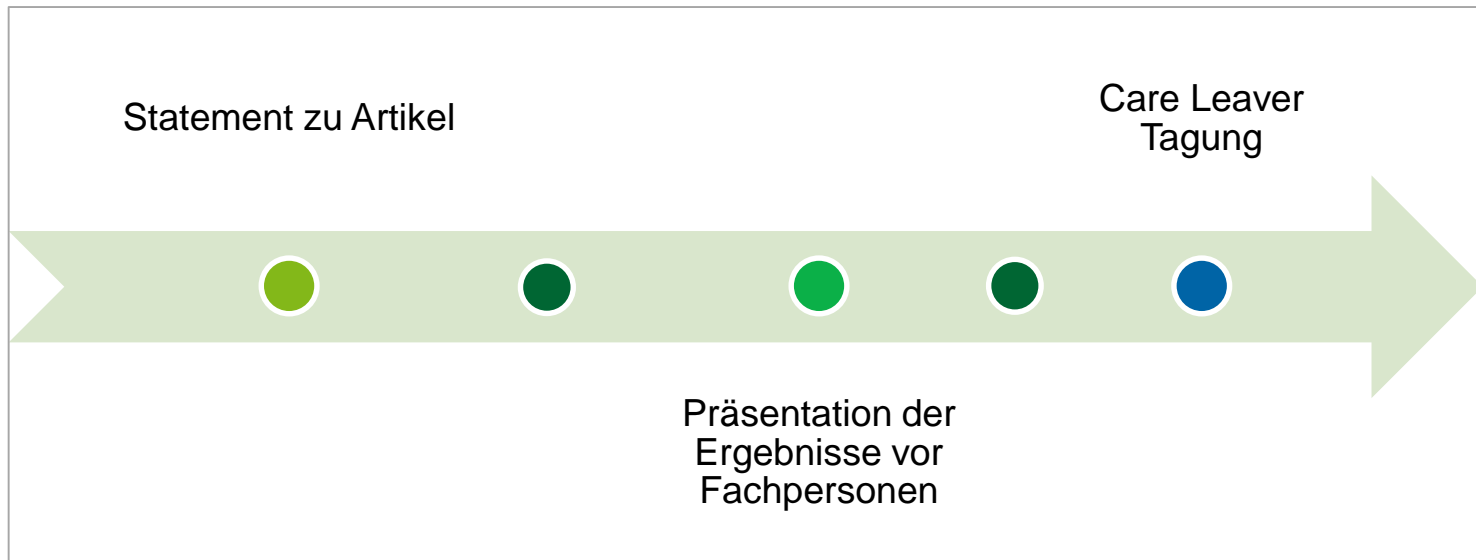 Statement zu Artikel
Care Leaver
Tagung
Präsentation der
Ergebnisse vor
Fachpersonen